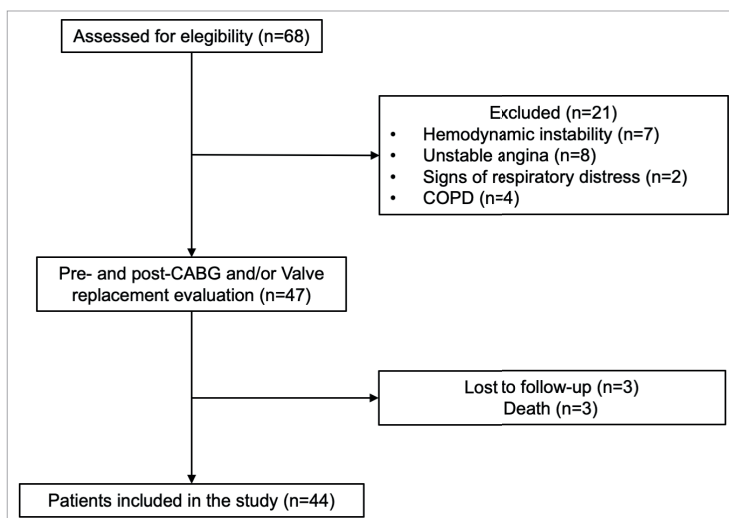 Assessed for elegibility (n=68)
Excluded (n=21)
• Hemodynamic instability (n=7)
• Unstable angina (n=8)
• Signs of respiratory distress (n=2)
• COPD (n=4)
Pre- and post-CABG and/or Valve
replacement evaluation (n=47)
Lost to follow-up (n=3)
Death (n=3)
Patients included in the study (n=44)